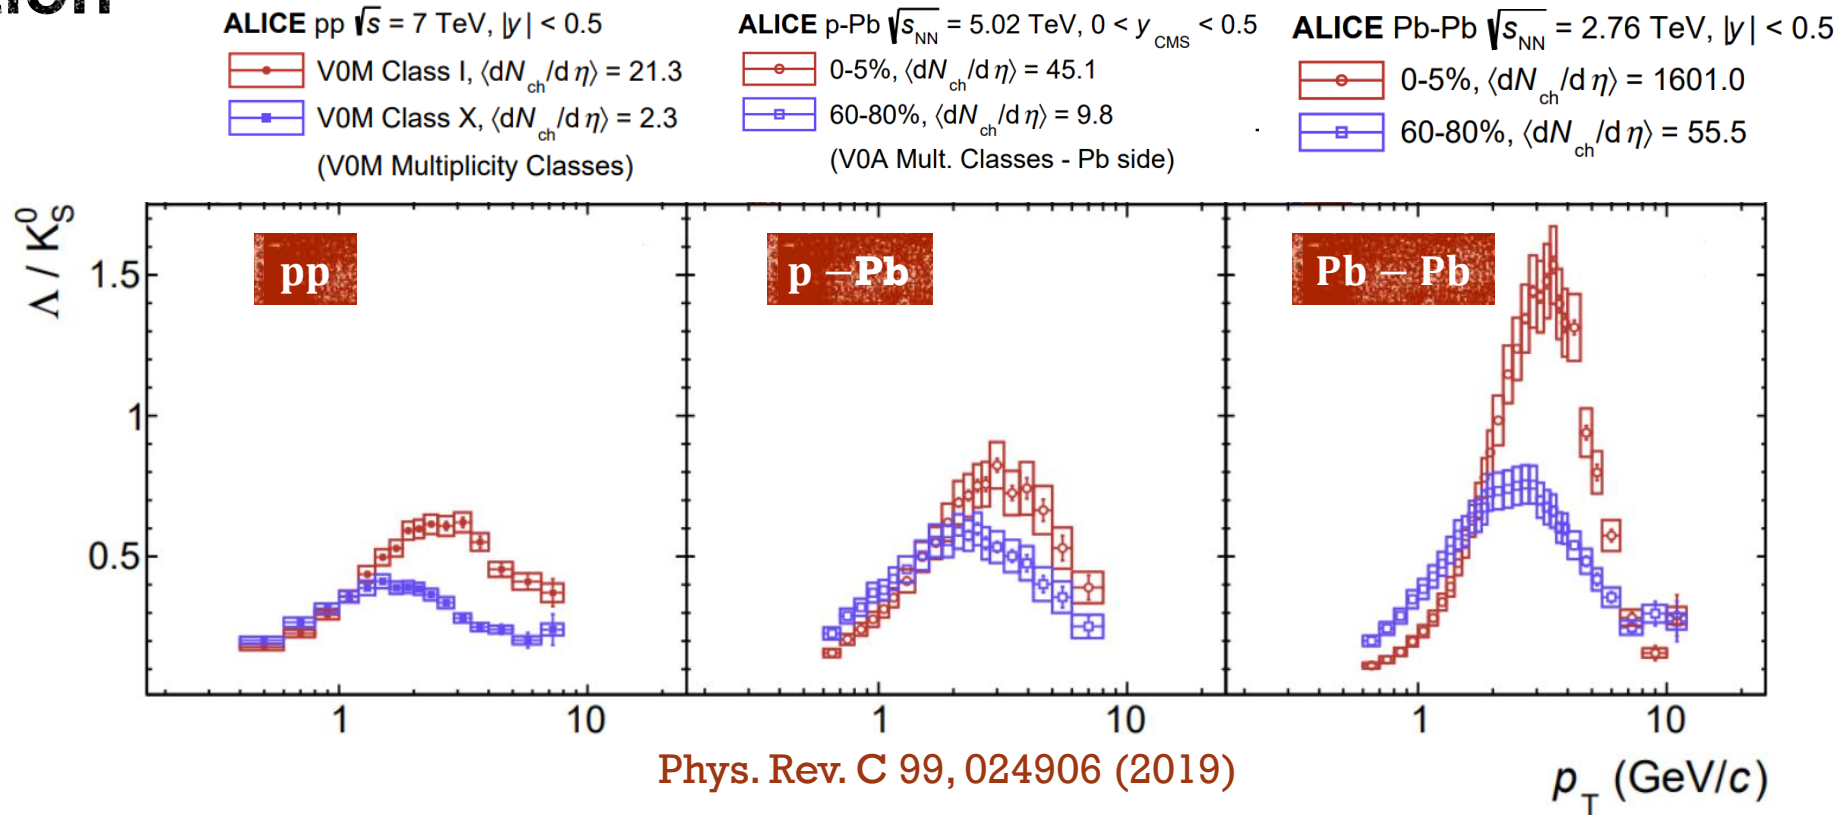 ALICE pp √s = 7 TeV, |y| < 0.5
V0M Class I, ⟨dN_ch/dη⟩ = 21.3
V0M Class X, ⟨dN_ch/dη⟩ = 2.3
(V0M Multiplicity Classes)
ALICE p-Pb √s_NN = 5.02 TeV, 0 < y_CMS < 0.5
0-5%, ⟨dN_ch/dη⟩ = 45.1
60-80%, ⟨dN_ch/dη⟩ = 9.8
(V0A Mult. Classes - Pb side)
ALICE Pb-Pb √s_NN = 2.76 TeV, |y| < 0.5
0-5%, ⟨dN_ch/dη⟩ = 1601.0
60-80%, ⟨dN_ch/dη⟩ = 55.5
Λ / K⁰_S
pp
p – Pb
Pb – Pb
1.5
1
0.5
1 10 1 10 1 10
Phys. Rev. C 99, 024906 (2019)
p_T (GeV/c)